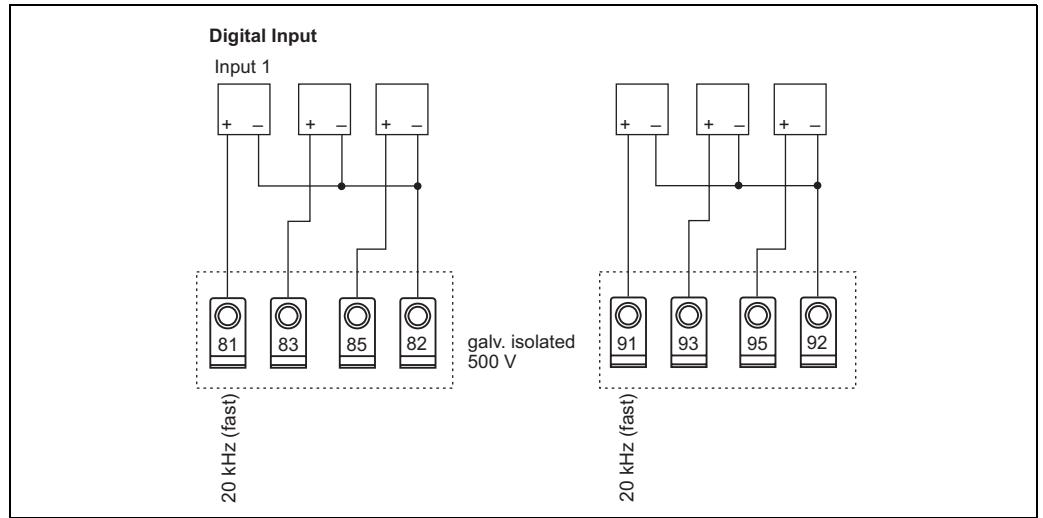 Digital Input
Input 1
+ – + – + –
+ – + – + –
81 83 85 82
galv. isolated
500 V
91 93 95 92
20 kHz (fast)
20 kHz (fast)